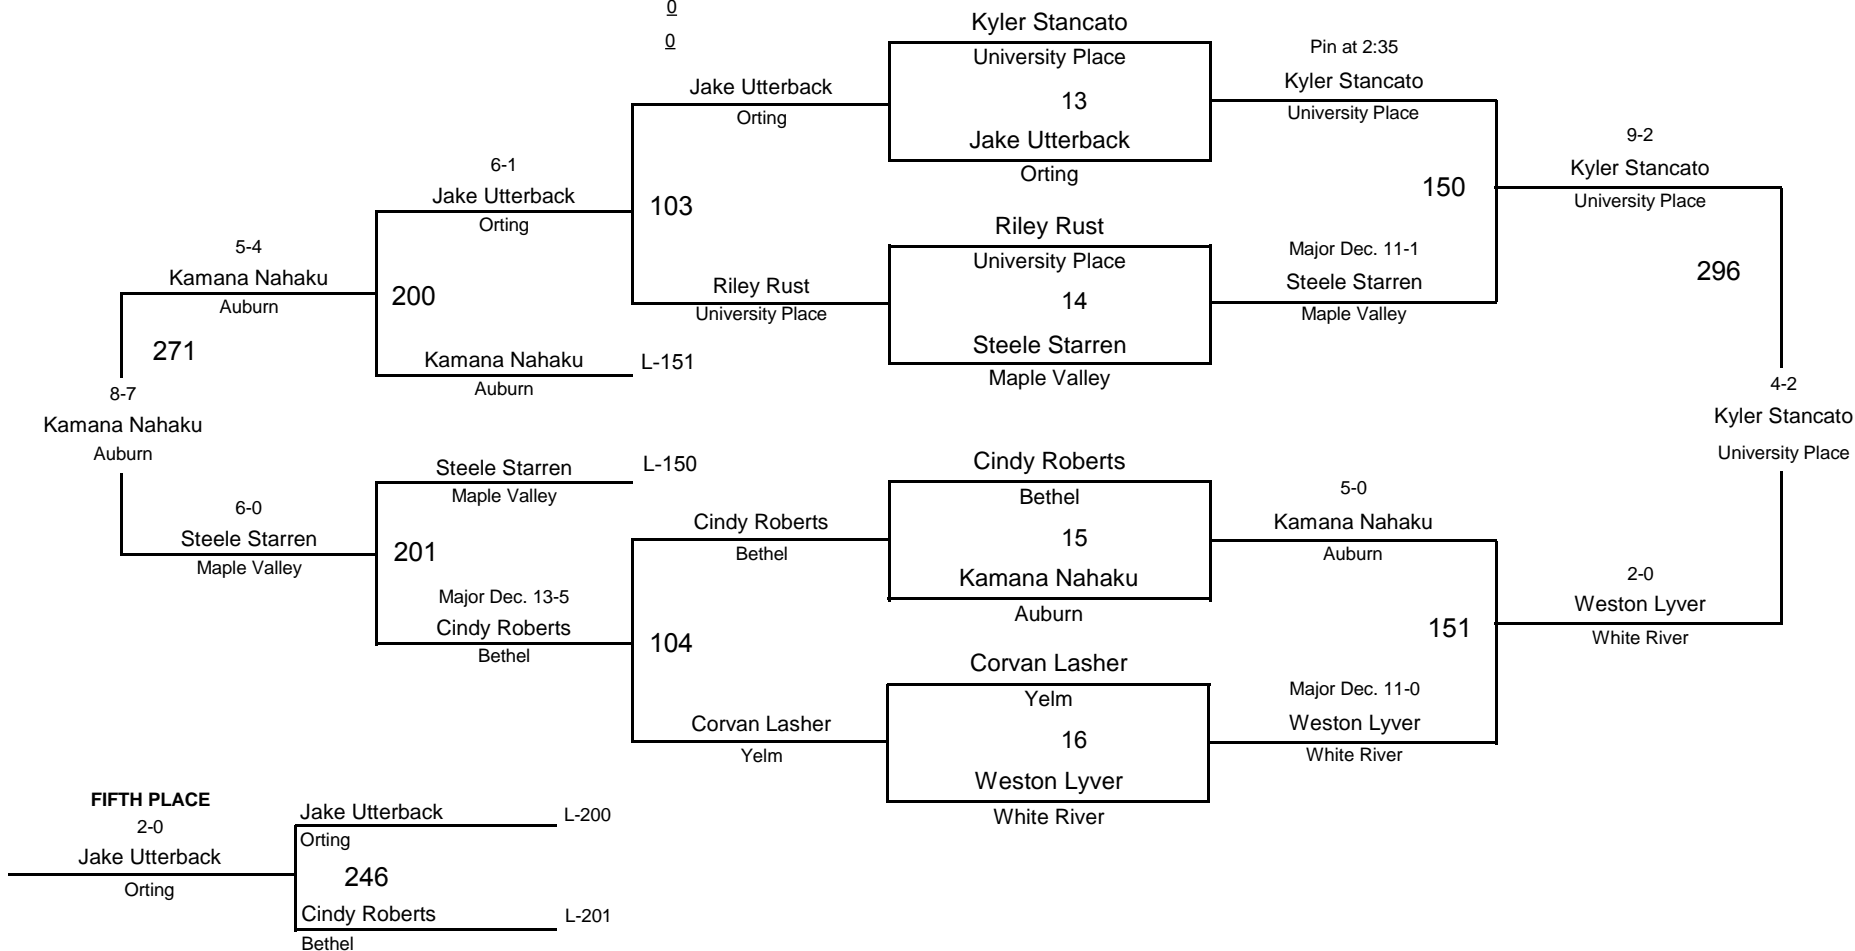 0
0
Kyler Stancato
University Place
13
Jake Utterback
Orting
Riley Rust
University Place
14
Steele Starren
Maple Valley
Cindy Roberts
Bethel
15
Kamana Nahaku
Auburn
Corvan Lasher
Yelm
16
Weston Lyver
White River
Pin at 2:35
Kyler Stancato
University Place
150
Major Dec. 11-1
Steele Starren
Maple Valley
5-0
Kamana Nahaku
Auburn
151
Major Dec. 11-0
Weston Lyver
White River
9-2
Kyler Stancato
University Place
296
2-0
Weston Lyver
White River
4-2
Kyler Stancato
University Place
Jake Utterback
Orting
103
Riley Rust
University Place
6-1
Jake Utterback
Orting
200
Kamana Nahaku
L-151
Auburn
5-4
Kamana Nahaku
Auburn
271
8-7
Kamana Nahaku
Auburn
Steele Starren
L-150
Maple Valley
6-0
Steele Starren
Maple Valley
201
Major Dec. 13-5
Cindy Roberts
Bethel
Cindy Roberts
Bethel
104
Corvan Lasher
Yelm
FIFTH PLACE
2-0
Jake Utterback
Orting
Jake Utterback
L-200
Orting
246
Cindy Roberts
L-201
Bethel